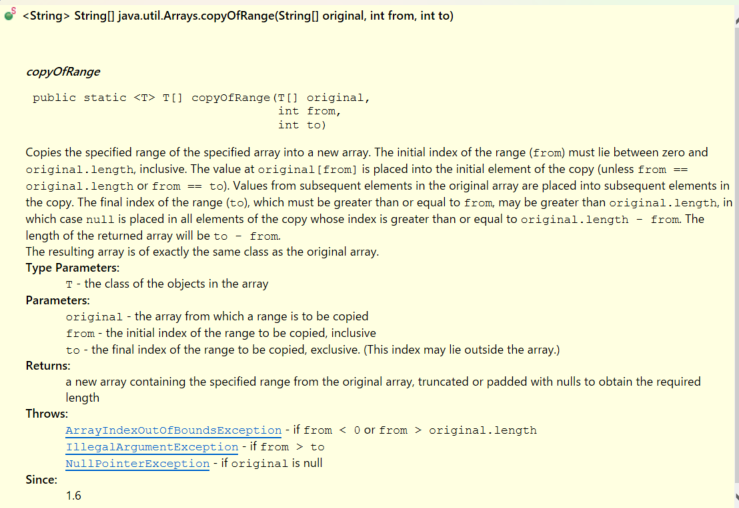 S
<String> String[] java.util.Arrays.copyOfRange(String[] original, int from, int to)
copyOfRange
public static <T> T[] copyOfRange(T[] original,
int from,
int to)
Copies the specified range of the specified array into a new array. The initial index of the range (from) must lie between zero and
original.length, inclusive. The value at original[from] is placed into the initial element of the copy (unless from ==
original.length or from == to). Values from subsequent elements in the original array are placed into subsequent elements in
the copy. The final index of the range (to), which must be greater than or equal to from, may be greater than original.length, in
which case null is placed in all elements of the copy whose index is greater than or equal to original.length - from. The
length of the returned array will be to - from.
The resulting array is of exactly the same class as the original array.
Type Parameters:
T - the class of the objects in the array
Parameters:
original - the array from which a range is to be copied
from - the initial index of the range to be copied, inclusive
to - the final index of the range to be copied, exclusive. (This index may lie outside the array.)
Returns:
a new array containing the specified range from the original array, truncated or padded with nulls to obtain the required
length
Throws:
ArrayIndexOutOfBoundsException - if from < 0 or from > original.length
IllegalArgumentException - if from > to
NullPointerException - if original is null
Since:
1.6